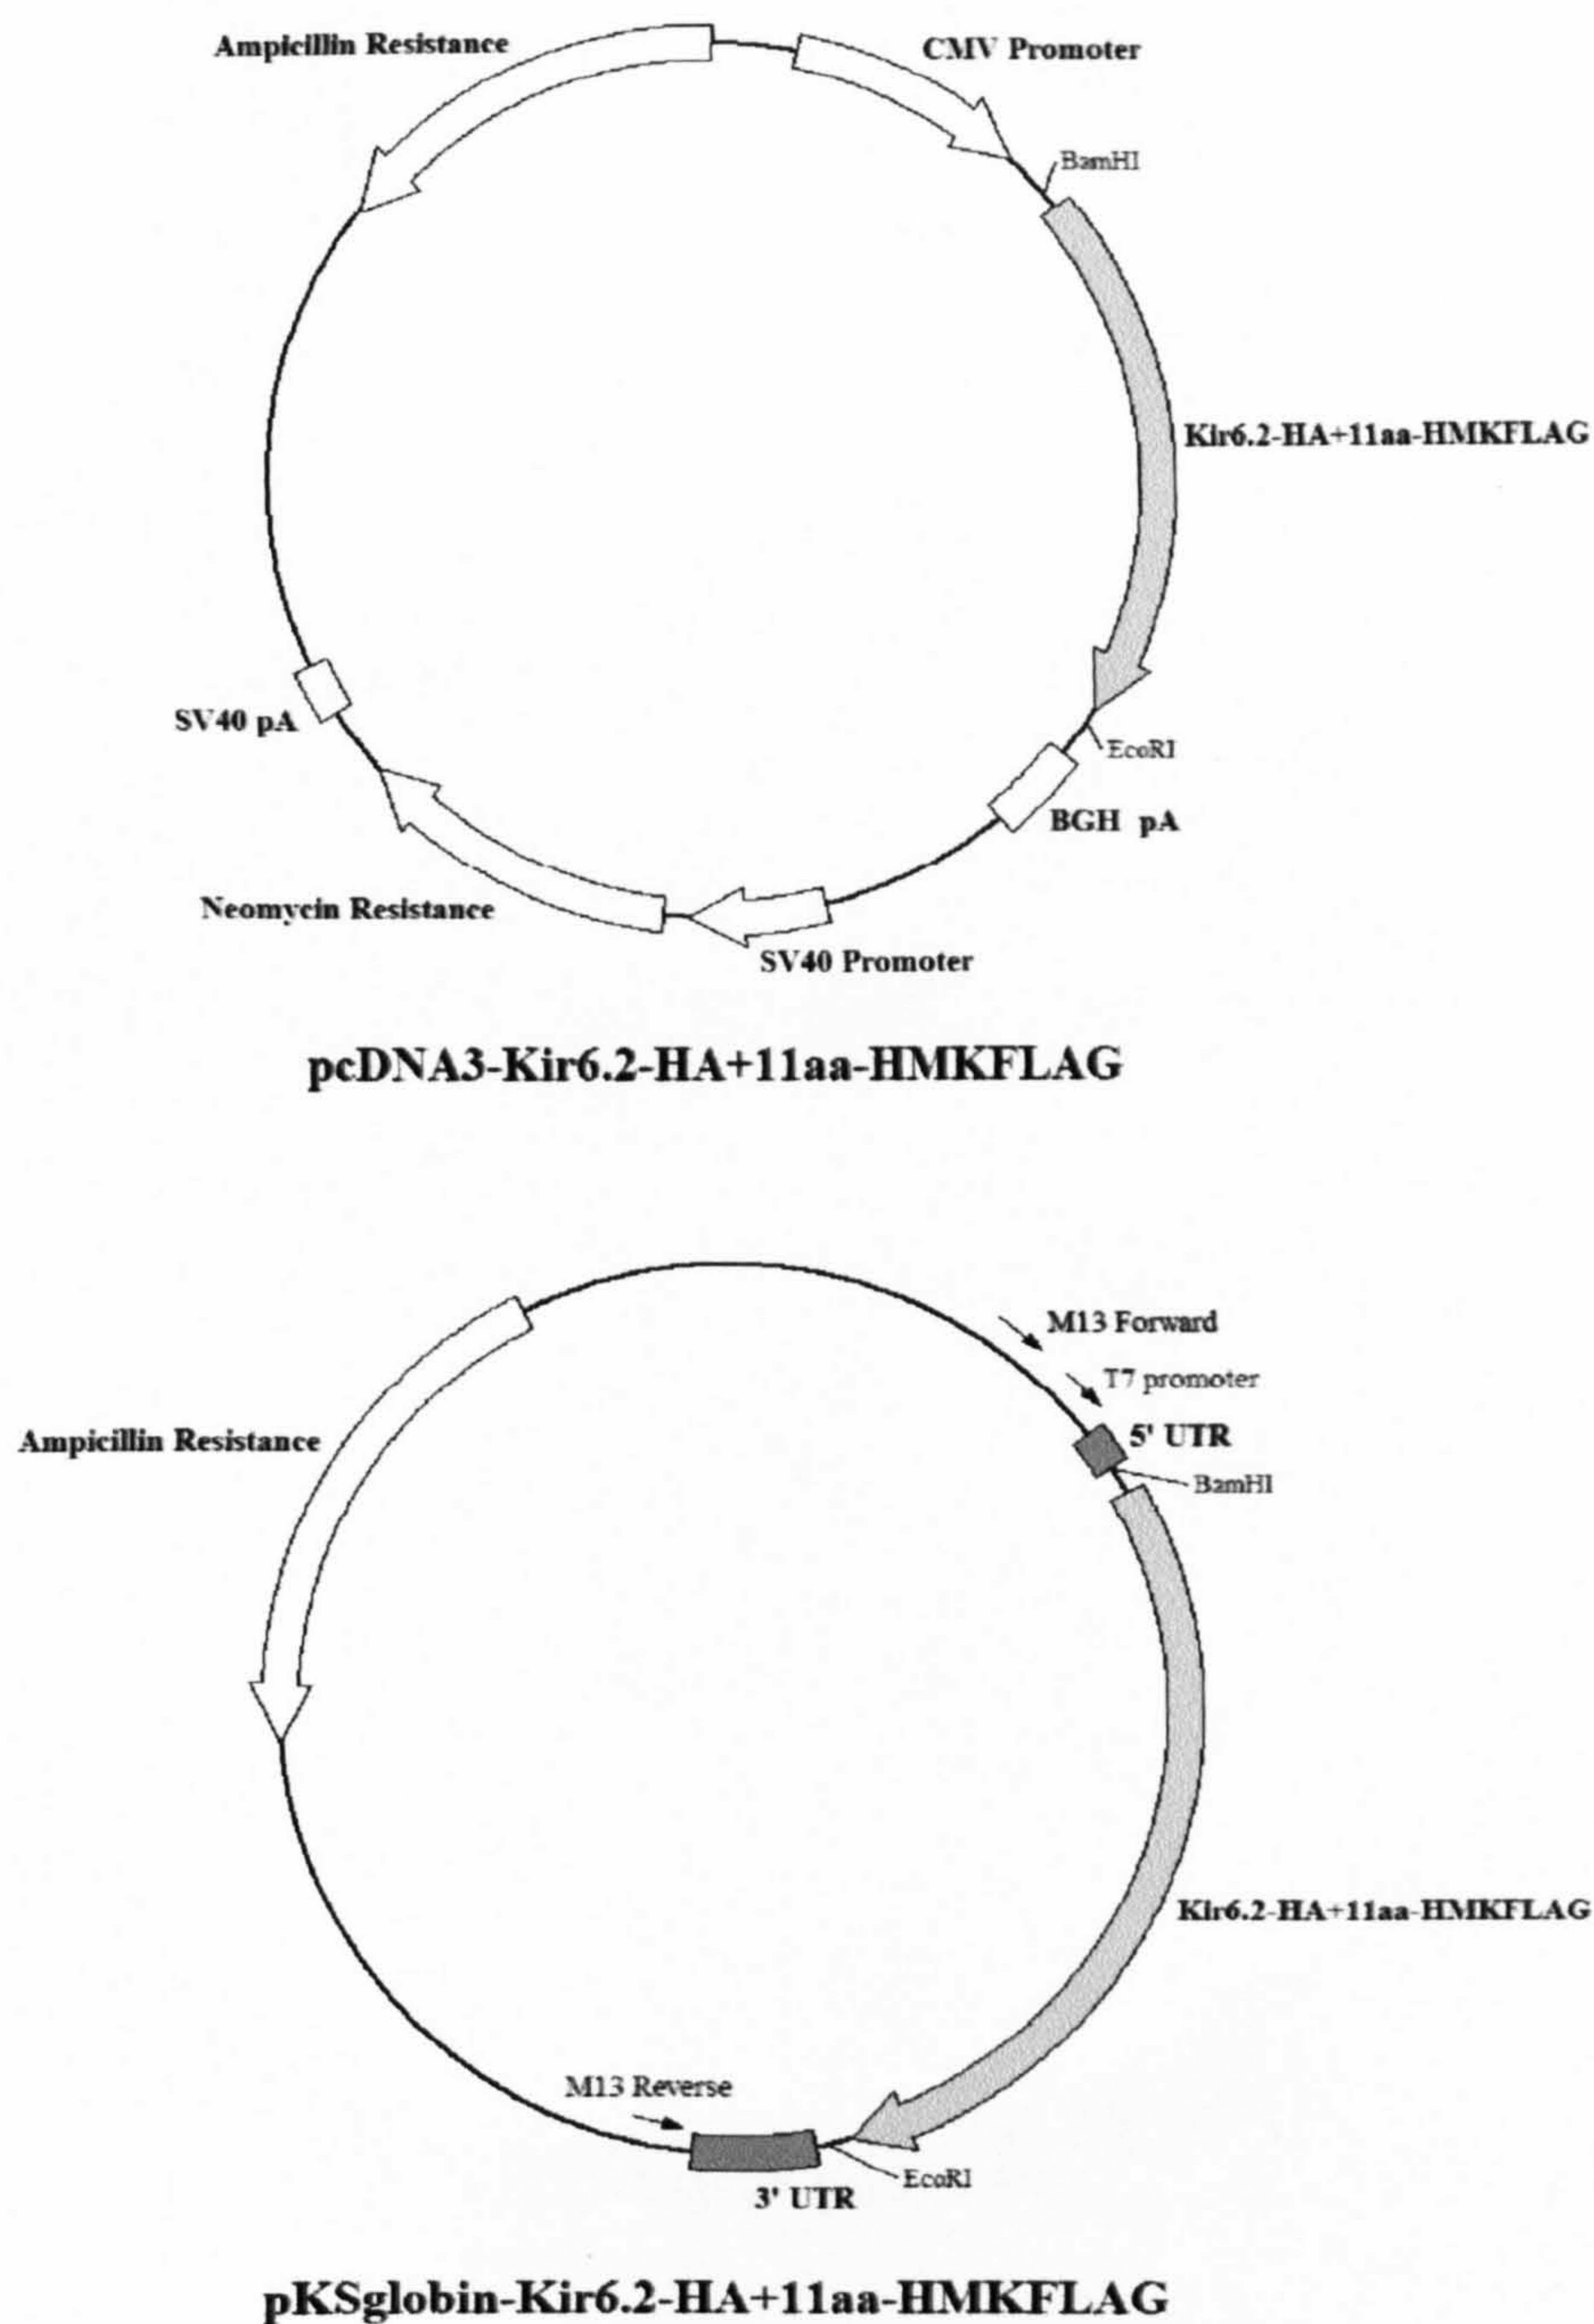 Ampicillin Resistance
CMV Promoter
BamHI
Kir6.2-HA+11aa-HMKFLAG
EcoRI
BGH pA
SV40 pA
Neomycin Resistance
SV40 Promoter
pcDNA3-Kir6.2-HA+11aa-HMKFLAG
M13 Forward
T7 promoter
5' UTR
Ampicillin Resistance
BamHI
Kir6.2-HA+11aa-HMKFLAG
M13 Reverse
EcoRI
3' UTR
pKSglobin-Kir6.2-HA+11aa-HMKFLAG